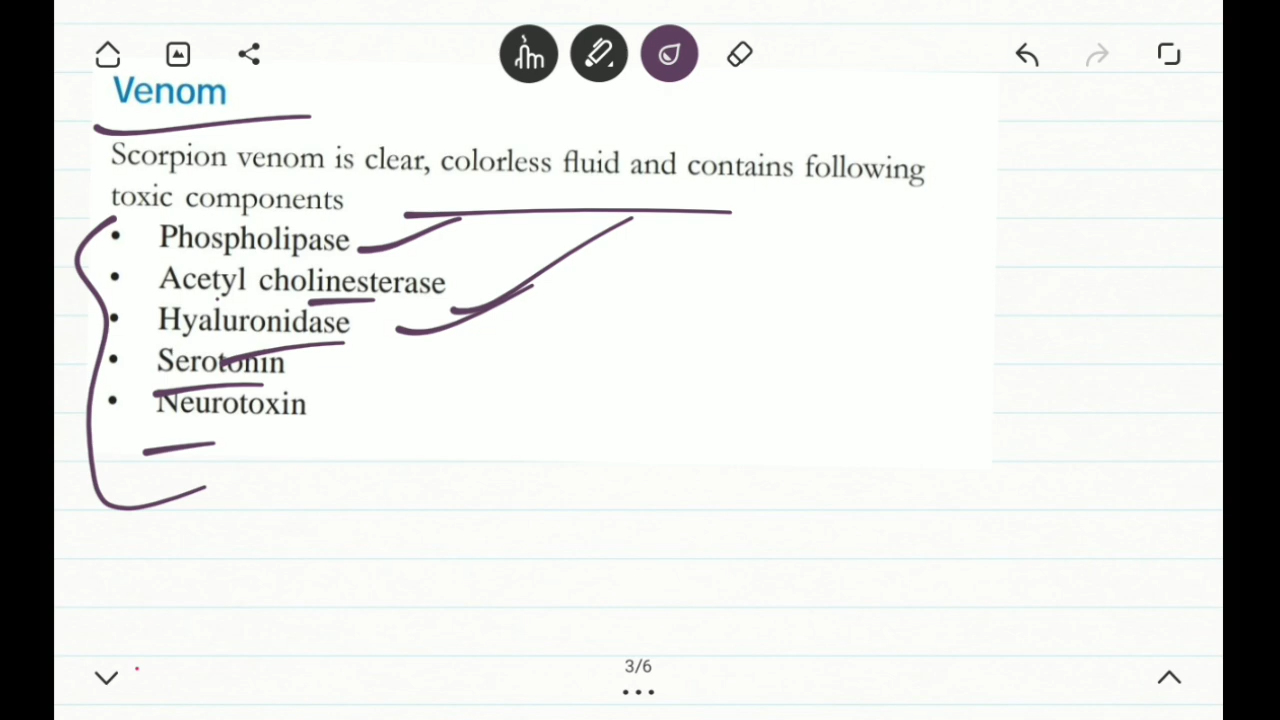 Venom
Scorpion venom is clear, colorless fluid and contains following
toxic components
• Phospholipase
• Acetyl cholinesterase
• Hyaluronidase
• Serotonin
• Neurotoxin
3/6